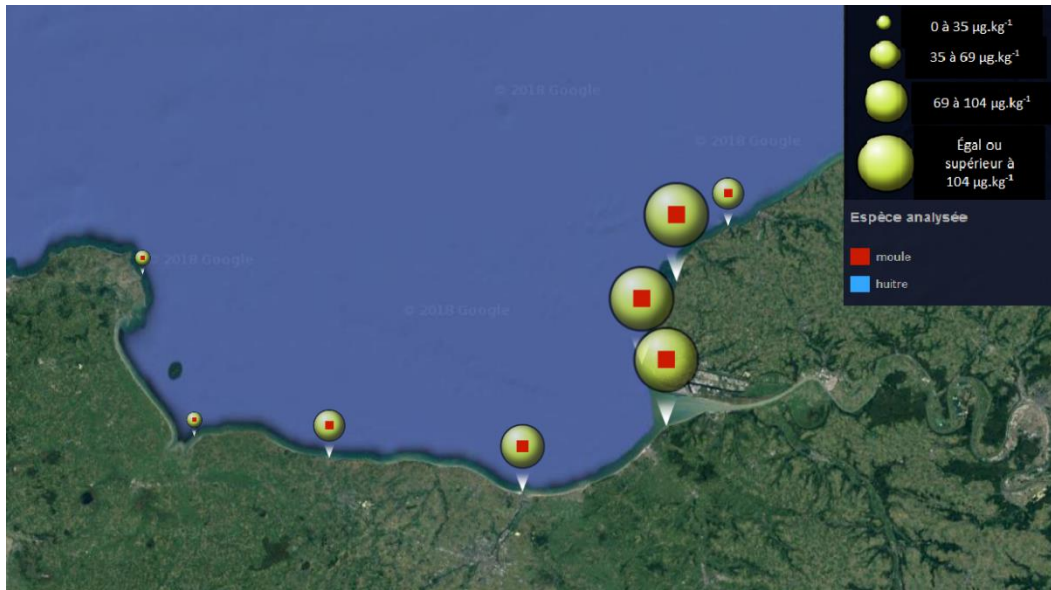 0 à 35 µg.kg⁻¹
© 2018 Google
35 à 69 µg.kg⁻¹
69 à 104 µg.kg⁻¹
© 2018 Google
Égal ou
supérieur à
104 µg.kg⁻¹
Espèce analysée
© 2018 Google
moule
huitre
© 2018 Google